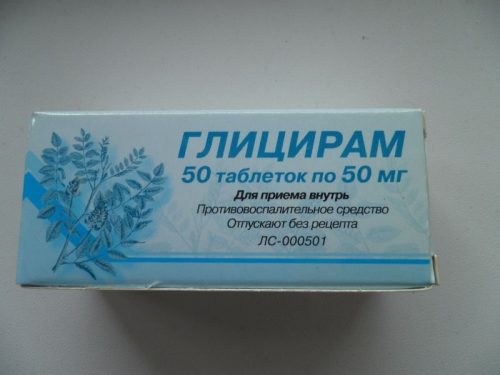 ГЛИЦИРАМ
50 таблеток по 50 мг
Для приема внутрь
Противовоспалительное средство
Отпускают без рецепта
ЛС-000501